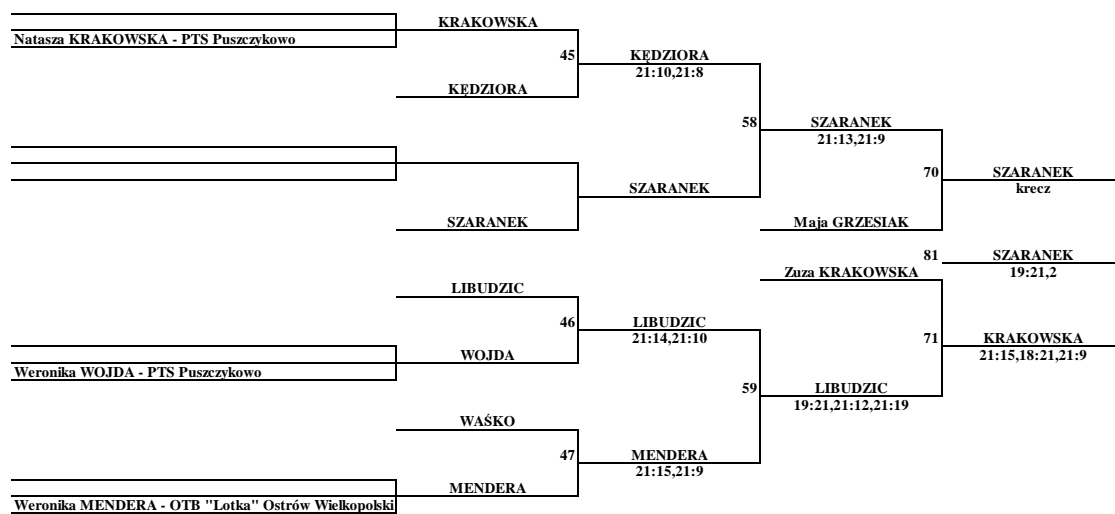 KRAKOWSKA
Natasza KRAKOWSKA - PTS Puszczykowo
45
KĘDZIORA
21:10,21:8
KĘDZIORA
58
SZARANEK
21:13,21:9
70
SZARANEK
krecz
SZARANEK
SZARANEK
Maja GRZESIAK
81
SZARANEK
19:21,2
Zuza KRAKOWSKA
LIBUDZIC
46
LIBUDZIC
21:14,21:10
71
KRAKOWSKA
21:15,18:21,21:9
WOJDA
Weronika WOJDA - PTS Puszczykowo
59
LIBUDZIC
19:21,21:12,21:19
WAŚKO
47
MENDERA
21:15,21:9
MENDERA
Weronika MENDERA - OTB "Lotka" Ostrów Wielkopolski